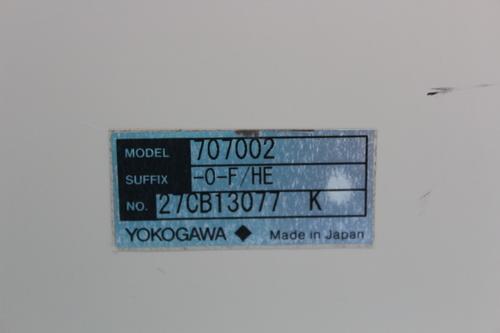 MODEL 707002
SUFFIX -0-F/HE
NO. 27CB13077 K
YOKOGAWA ◆ Made in Japan